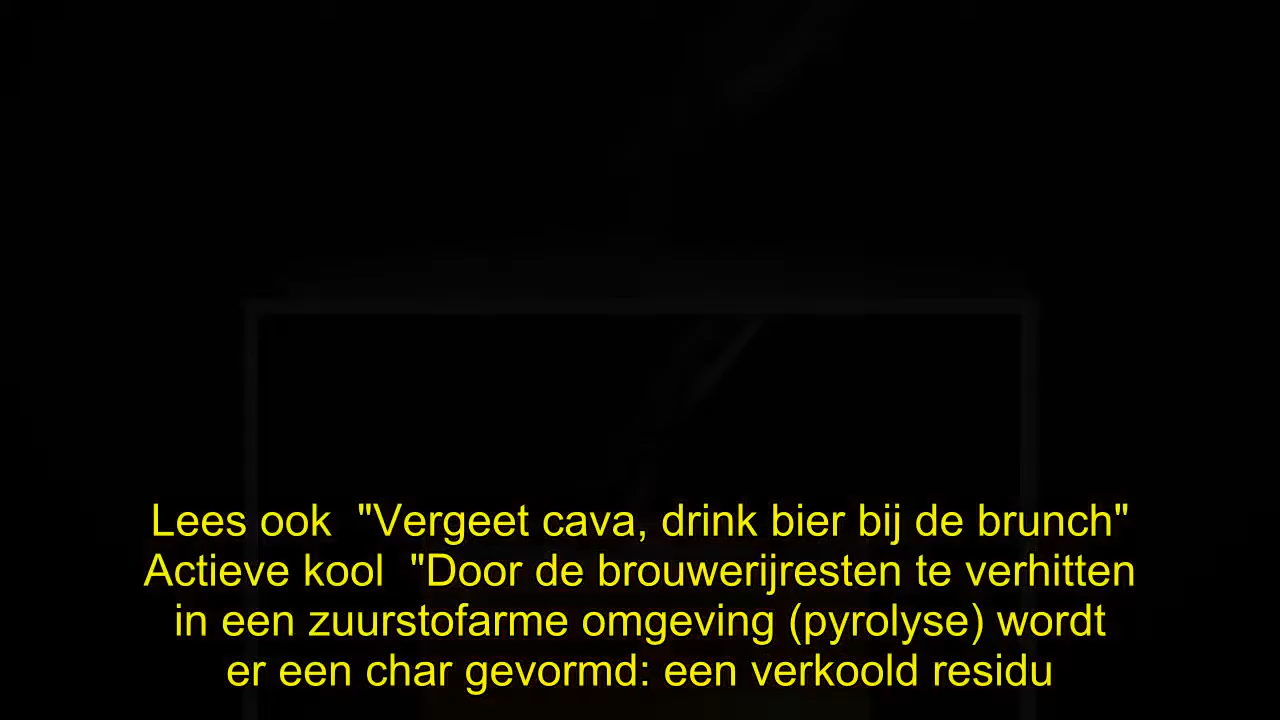 Lees ook  "Vergeet cava, drink bier bij de brunch"
Actieve kool  "Door de brouwerijresten te verhitten
in een zuurstofarme omgeving (pyrolyse) wordt
er een char gevormd: een verkoold residu